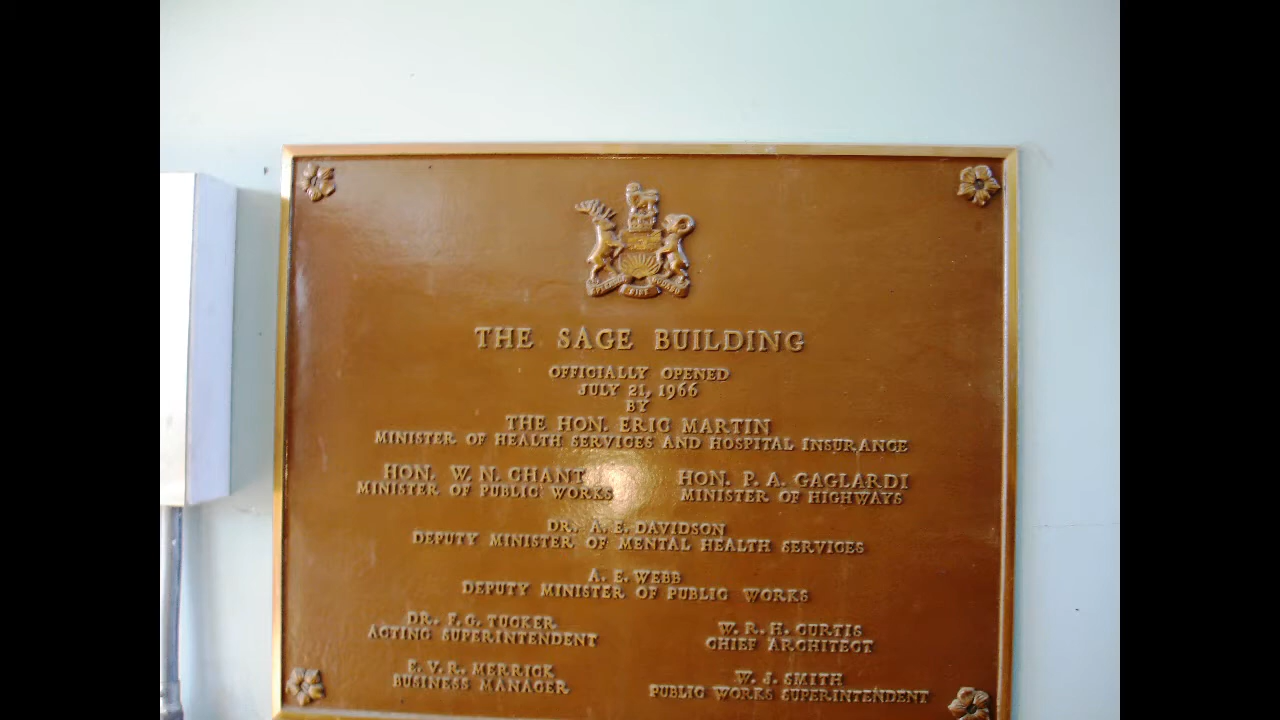 THE SAGE BUILDING
OFFICIALLY OPENED
JULY 21, 1966
BY
THE HON. ERIC MARTIN
MINISTER OF HEALTH SERVICES AND HOSPITAL INSURANCE
HON. W. N. CHANT HON. P. A. GAGLARDI
MINISTER OF PUBLIC WORKS MINISTER OF HIGHWAYS
DR. A. E. DAVIDSON
DEPUTY MINISTER OF MENTAL HEALTH SERVICES
A. E. WEBB
DEPUTY MINISTER OF PUBLIC WORKS
DR. F. G. TUCKER W. R. H. CURTIS
ACTING SUPERINTENDENT CHIEF ARCHITECT
E. V. R. MERRICK W. J. SMITH
BUSINESS MANAGER PUBLIC WORKS SUPERINTENDENT